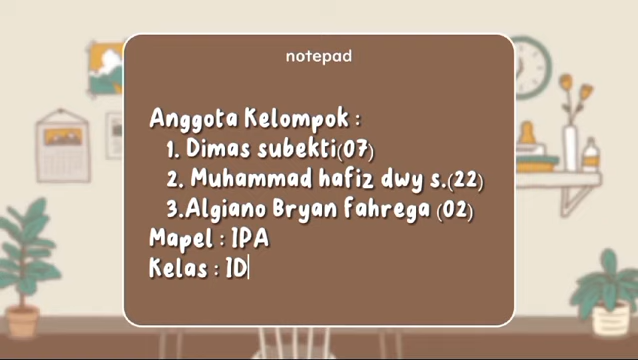 notepad
Anggota Kelompok :
1. Dimas subekti(07)
2. Muhammad hafiz dwy s.(22)
3.Algiano Bryan fahrega (02)
Mapel : IPA
Kelas : ID